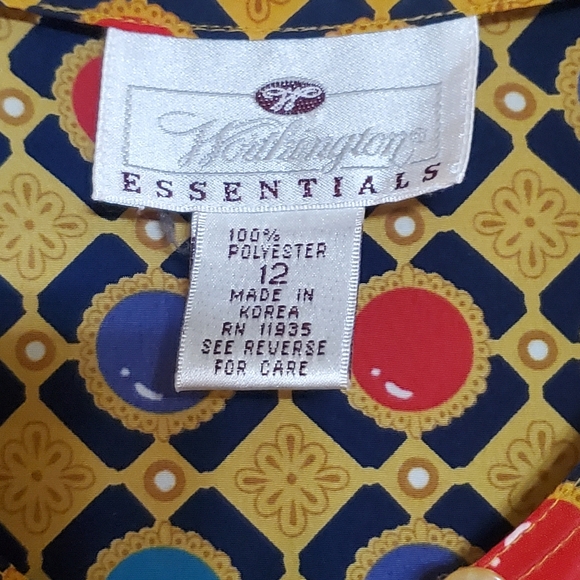 W
Worthington®
ESSENTIALS
100%
POLYESTER
12
MADE IN
KOREA
RN 11935
SEE REVERSE
FOR CARE